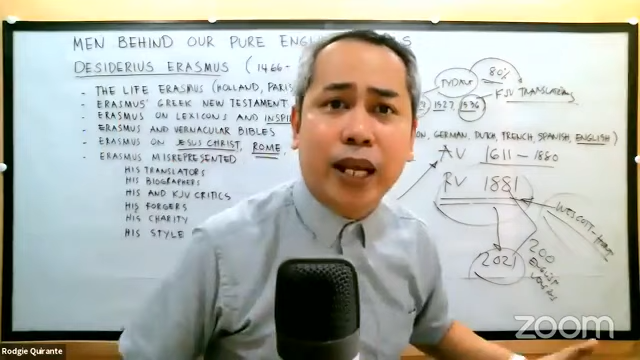 MEN BEHIND OUR PURE
DESIDERIUS ERASMUS (1466-
- THE LIFE ERASMUS (HOLLAND, PARIS
- ERASMUS' GREEK NEW TESTAMENT
- ERASMUS ON LEXICONS AND
- ERASMUS AND VERNACULAR BIBLES
- ERASMUS ON JESUS CHRIST, ROME,
- ERASMUS MISREPRESENTED
HIS TRANSLATORS
HIS BIOGRAPHERS
HIS AND KJV CRITICS
HIS FORGERS
HIS CHARITY
HIS STYLE
80%
KJV TRANSLATORS
1527 1536
GERMAN, DUTCH, FRENCH, SPANISH, ENGLISH)
AV 1611 - 1880
RV 1881
WESCOTT-HORT
2021
200
ENGLISH
Rodgie Quirante
zoom